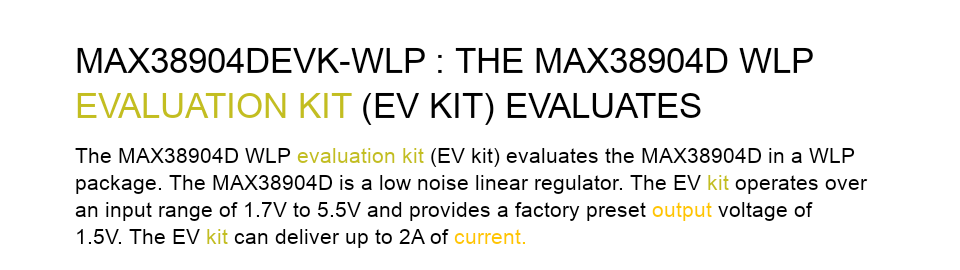 MAX38904DEVK-WLP : THE MAX38904D WLP
EVALUATION KIT (EV KIT) EVALUATES
The MAX38904D WLP evaluation kit (EV kit) evaluates the MAX38904D in a WLP
package. The MAX38904D is a low noise linear regulator. The EV kit operates over
an input range of 1.7V to 5.5V and provides a factory preset output voltage of
1.5V. The EV kit can deliver up to 2A of current.